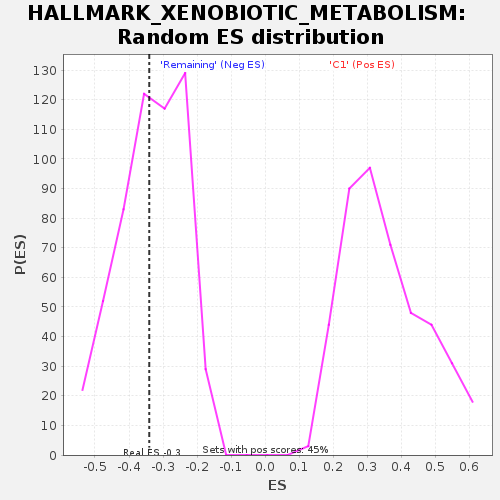 HALLMARK_XENOBIOTIC_METABOLISM:
Random ES distribution
'Remaining' (Neg ES)
'C1' (Pos ES)
130
120
110
100
90
80
70
60
50
40
30
20
10
0
P(ES)
Real ES -0.3
Sets with pos scores: 45%
-0.5 -0.4 -0.3 -0.2 -0.1 0.0 0.1 0.2 0.3 0.4 0.5 0.6
ES